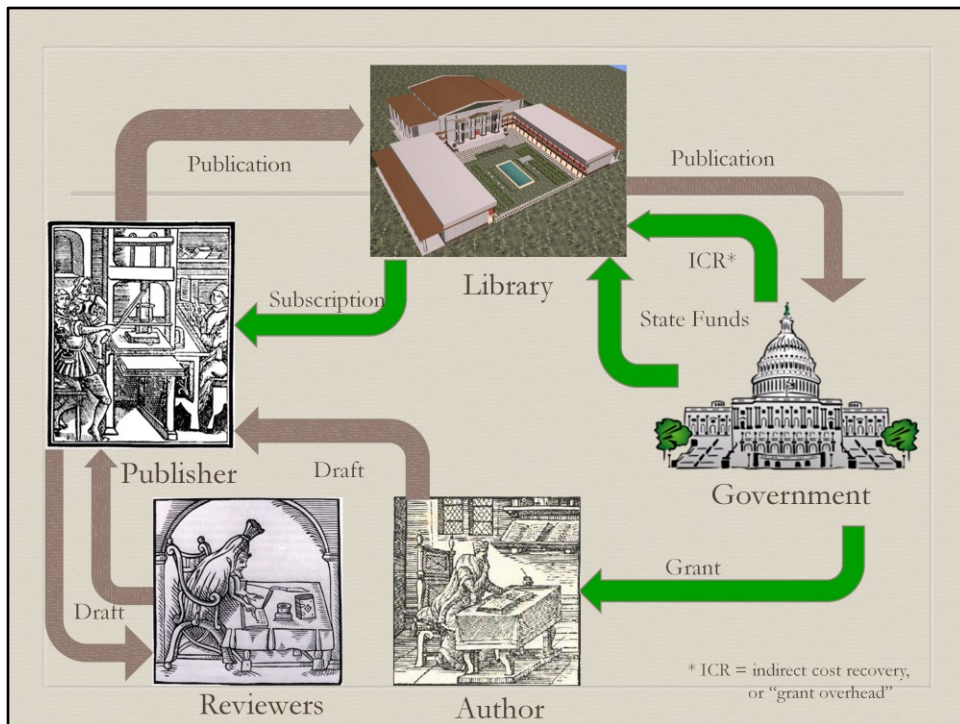 Publication
Publication
ICR*
Library
Subscription
State Funds
Publisher
Draft
Government
Grant
Draft
Reviewers
Author
* ICR = indirect cost recovery,
or “grant overhead”